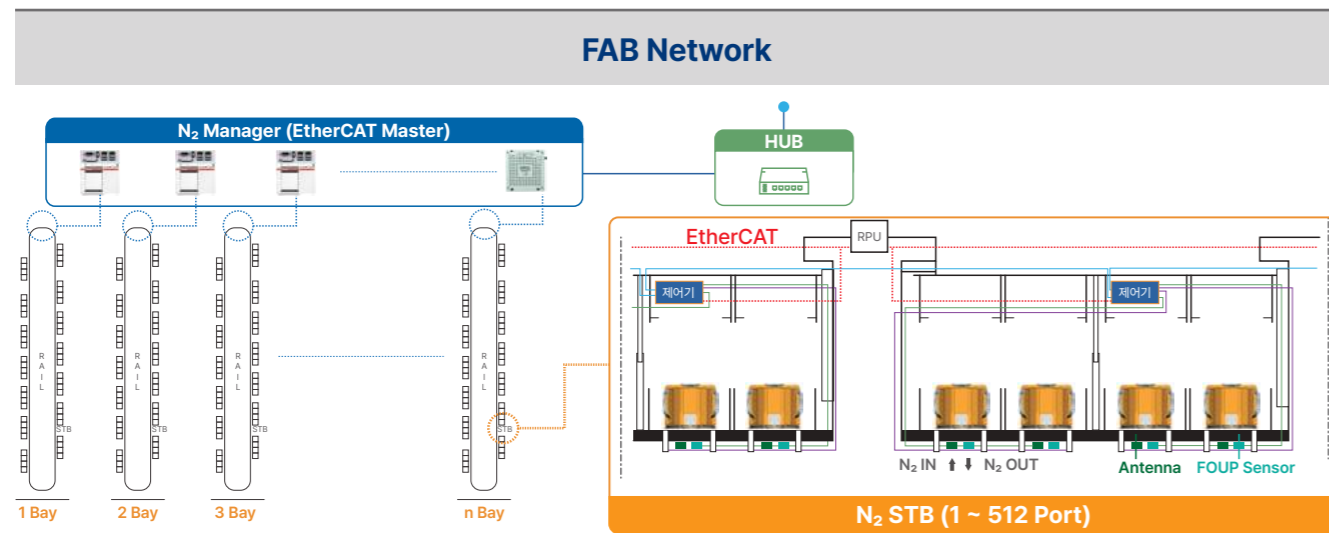 FAB Network
N₂ Manager (EtherCAT Master)
HUB
EtherCAT
RPU
제어기
제어기
RAIL
RAIL
RAIL
RAIL
STB
STB
STB
STB
N₂ IN
N₂ OUT
Antenna
FOUP Sensor
1 Bay
2 Bay
3 Bay
n Bay
N₂ STB (1 ~ 512 Port)